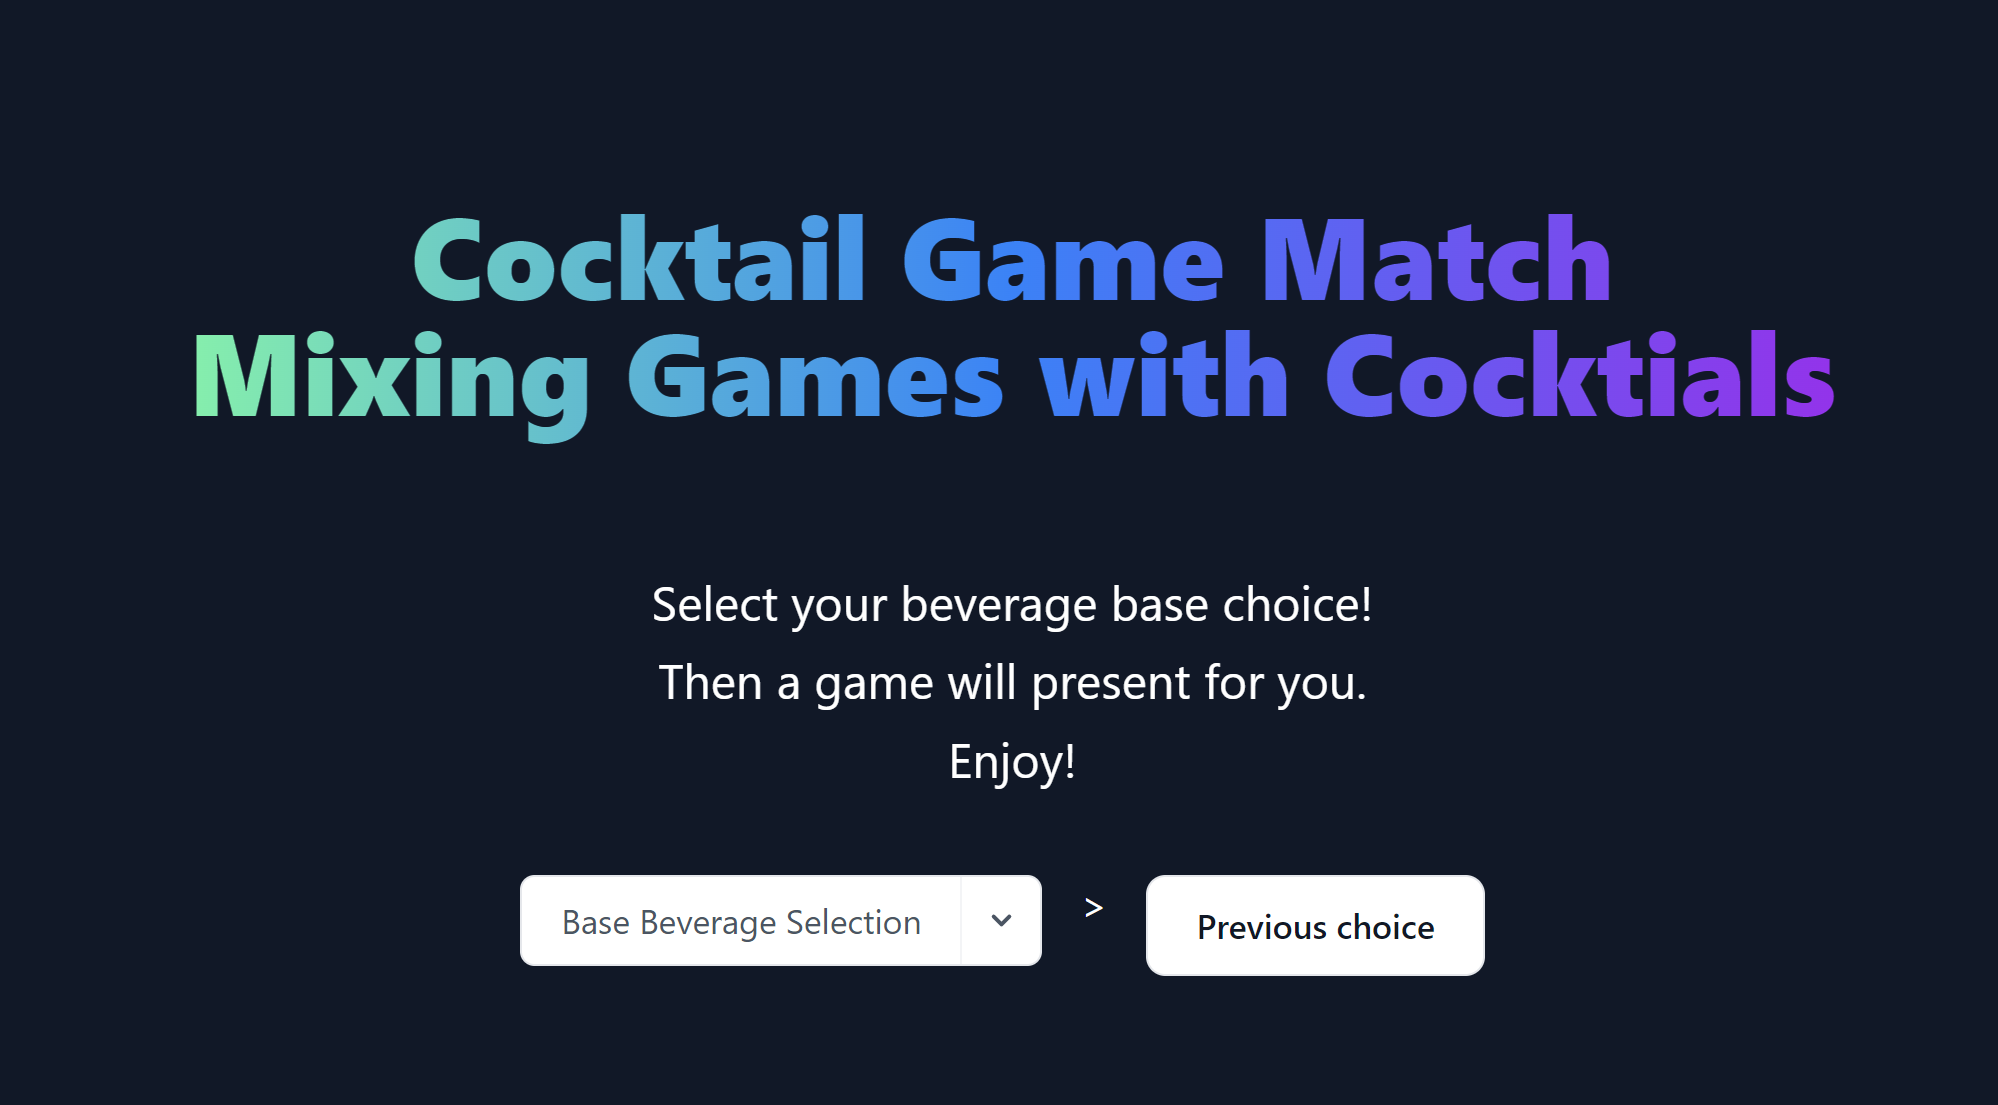 Cocktail Game Match
Mixing Games with Cocktials
Select your beverage base choice!
Then a game will present for you.
Enjoy!
Base Beverage Selection > Previous choice